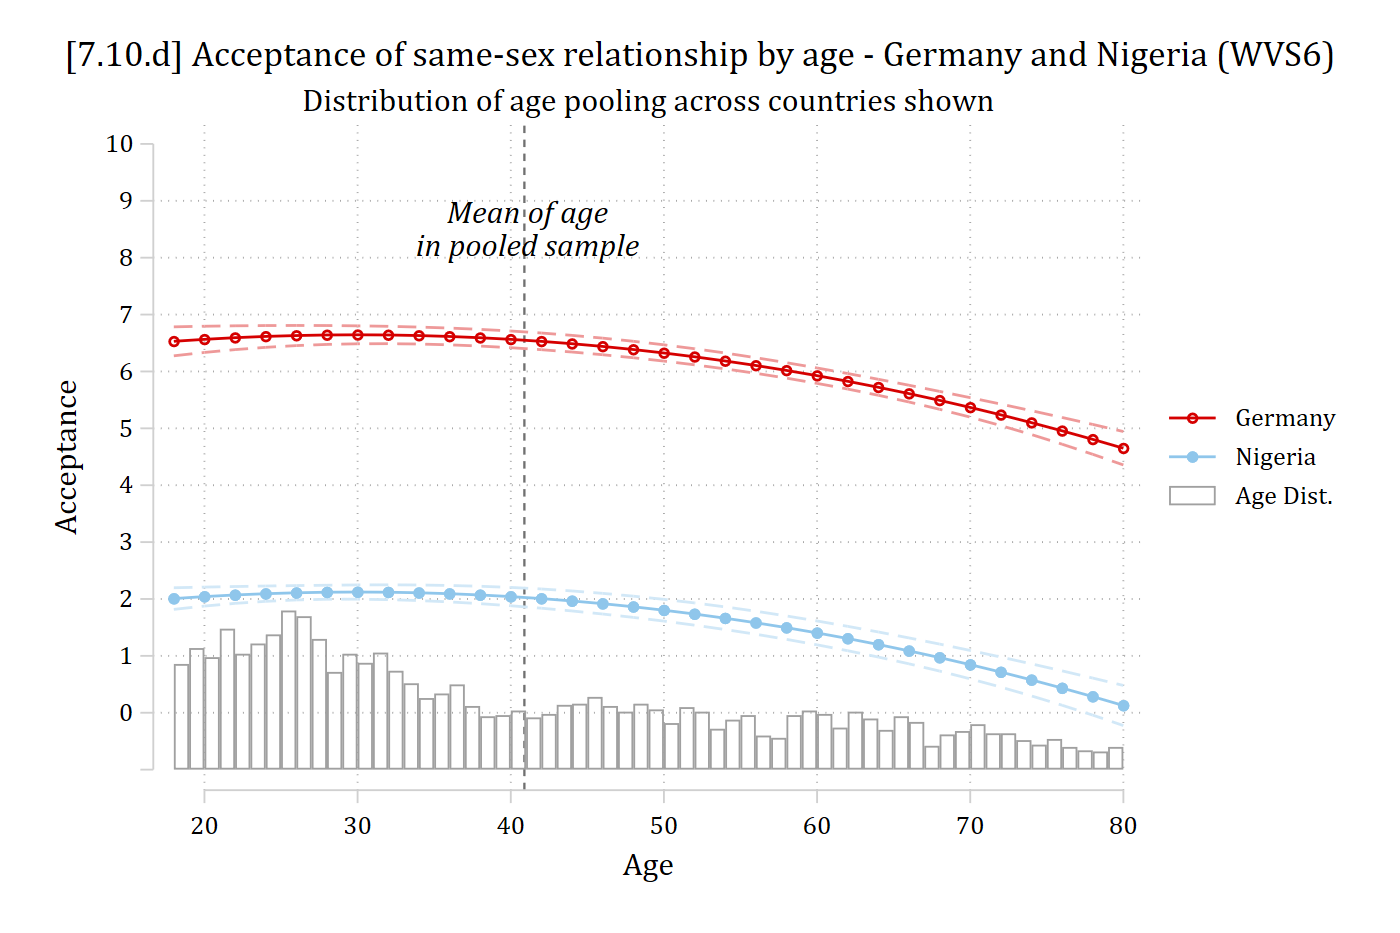 [7.10.d] Acceptance of same-sex relationship by age - Germany and Nigeria (WVS6)
Distribution of age pooling across countries shown
10
9
8
7
6
5
4
3
2
1
0
Acceptance
Mean of age
in pooled sample
Germany
Nigeria
Age Dist.
20 30 40 50 60 70 80
Age